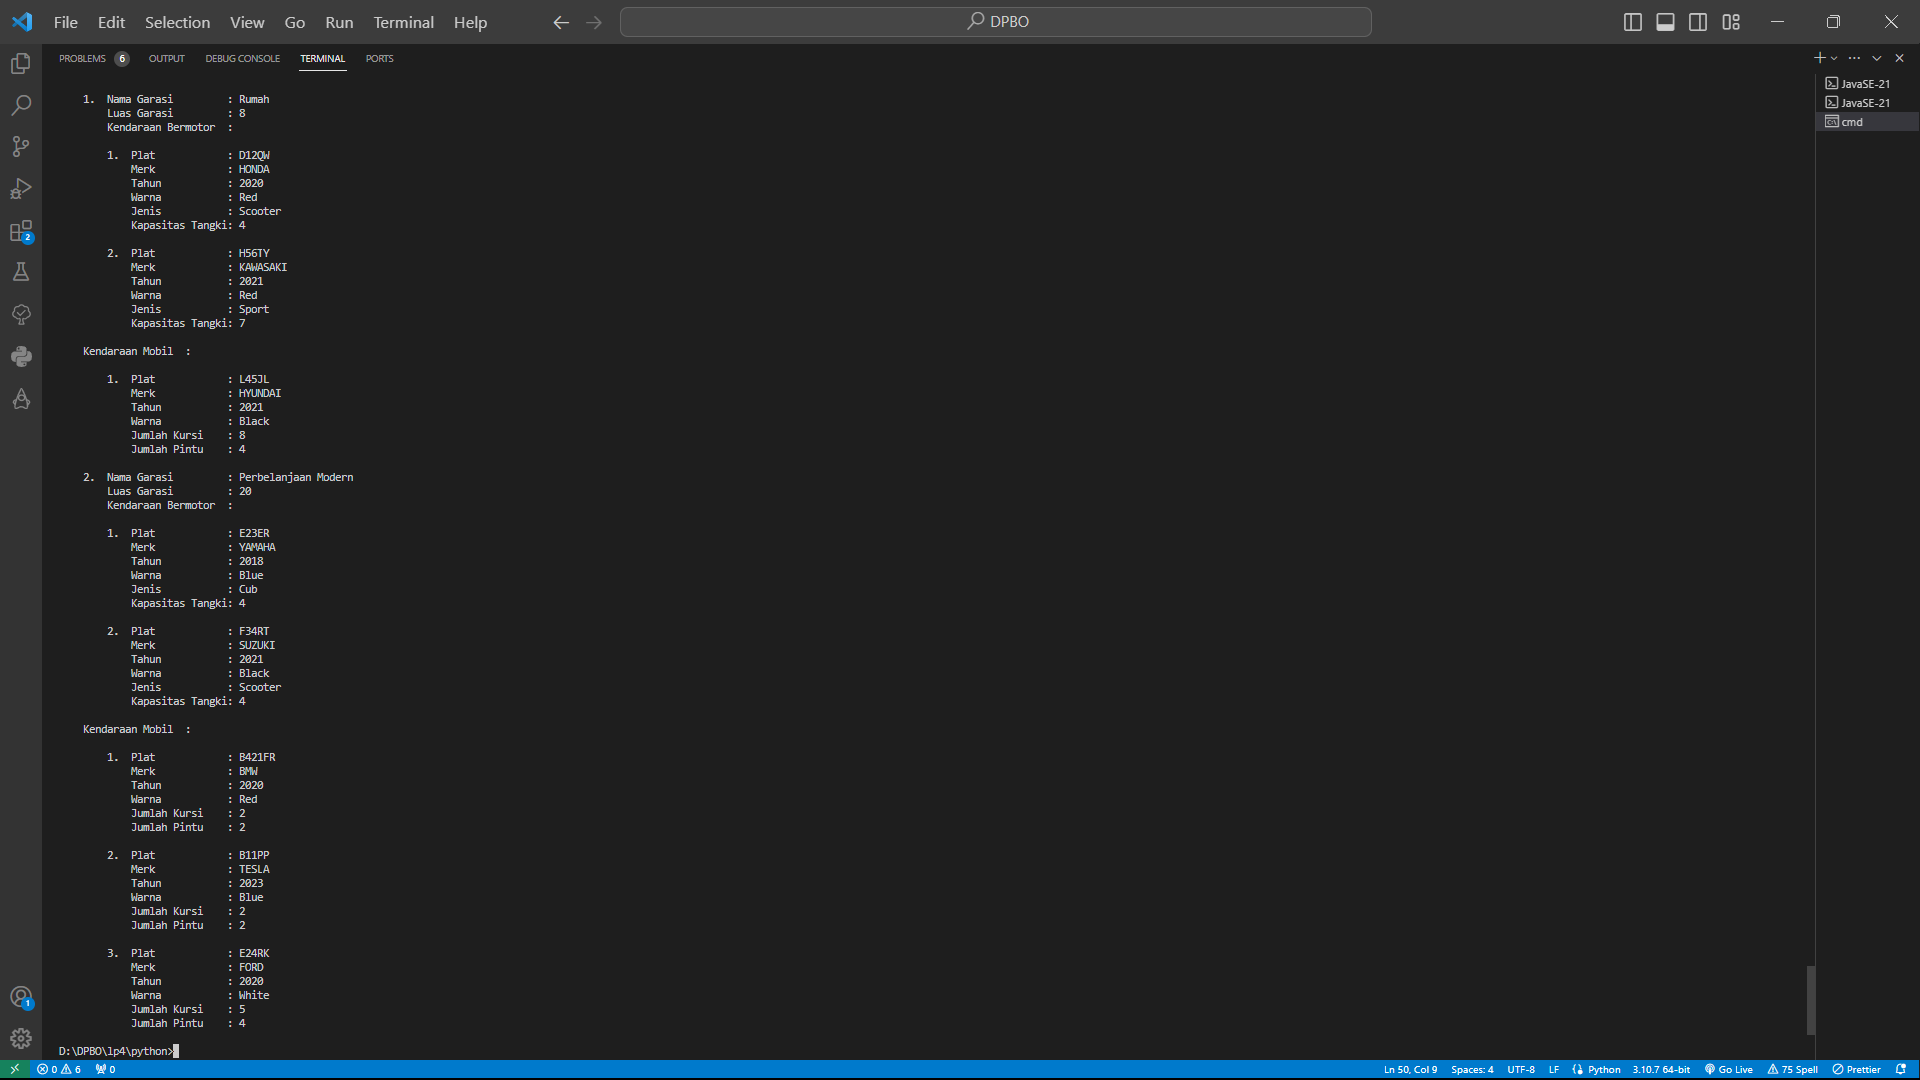 File Edit Selection View Go Run Terminal Help
DPBO
PROBLEMS 6 OUTPUT DEBUG CONSOLE TERMINAL PORTS
JavaSE-21
JavaSE-21
cmd
1. Nama Garasi : Rumah
Luas Garasi : 8
Kendaraan Bermotor :
1. Plat : D12QW
Merk : HONDA
Tahun : 2020
Warna : Red
Jenis : Scooter
Kapasitas Tangki: 4
2. Plat : H56TY
Merk : KAWASAKI
Tahun : 2021
Warna : Red
Jenis : Sport
Kapasitas Tangki: 7
Kendaraan Mobil :
1. Plat : L45JL
Merk : HYUNDAI
Tahun : 2021
Warna : Black
Jumlah Kursi : 8
Jumlah Pintu : 4
2. Nama Garasi : Perbelanjaan Modern
Luas Garasi : 20
Kendaraan Bermotor :
1. Plat : E23ER
Merk : YAMAHA
Tahun : 2018
Warna : Blue
Jenis : Cub
Kapasitas Tangki: 4
2. Plat : F34RT
Merk : SUZUKI
Tahun : 2021
Warna : Black
Jenis : Scooter
Kapasitas Tangki: 4
Kendaraan Mobil :
1. Plat : B421FR
Merk : BMW
Tahun : 2020
Warna : Red
Jumlah Kursi : 2
Jumlah Pintu : 2
2. Plat : B11PP
Merk : TESLA
Tahun : 2023
Warna : Blue
Jumlah Kursi : 2
Jumlah Pintu : 2
3. Plat : E24RK
Merk : FORD
Tahun : 2020
Warna : White
Jumlah Kursi : 5
Jumlah Pintu : 4
D:\DPBO\lp4\python>
2
1
0 6 0 Ln 50, Col 9 Spaces: 4 UTF-8 LF Python 3.10.7 64-bit Go Live 75 Spell Prettier